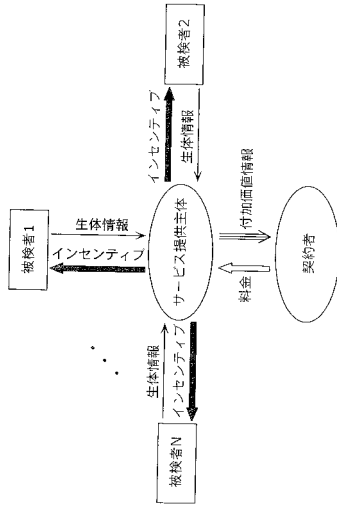 被検者1
生体情報
インセンティブ
被検者2
インセンティブ
生体情報
サービス提供主体
生体情報
インセンティブ
被検者N
料金
付加価値情報
契約者